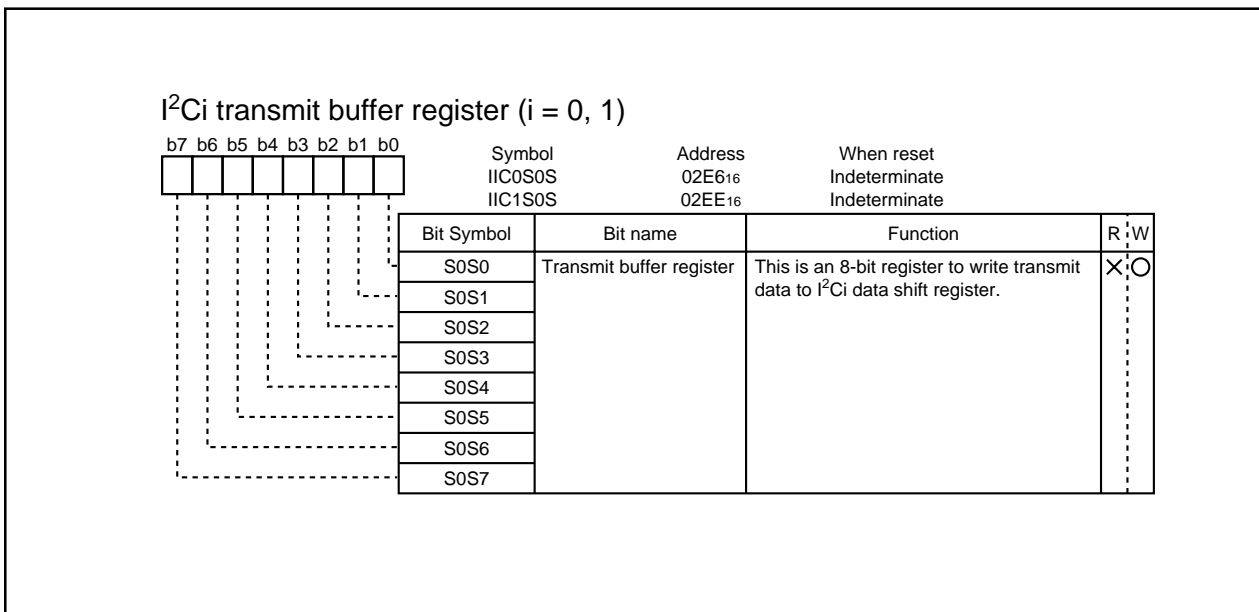 I²Ci transmit buffer register (i = 0, 1)
b7 b6 b5 b4 b3 b2 b1 b0
Symbol Address When reset
IIC0S0S 02E6₁₆ Indeterminate
IIC1S0S 02EE₁₆ Indeterminate
Bit Symbol Bit name Function R W
S0S0 Transmit buffer register This is an 8-bit register to write transmit ✕ ○
data to I²Ci data shift register.
S0S1
S0S2
S0S3
S0S4
S0S5
S0S6
S0S7